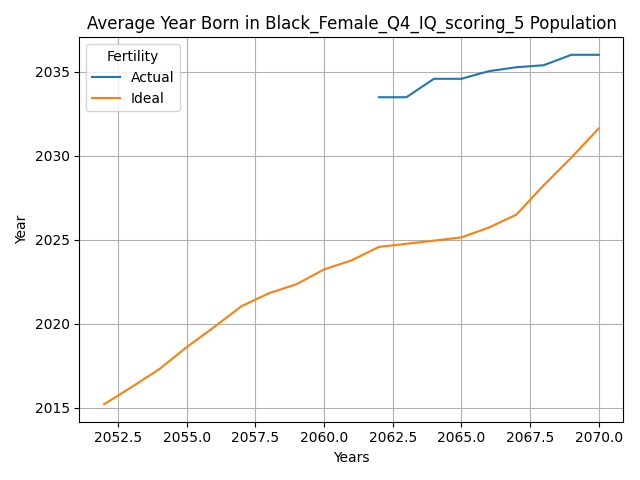 Average Year Born in Black_Female_Q4_IQ_scoring_5 Population
Fertility
Actual
Ideal
2035
2030
2025
2020
2015
Year
2052.5 2055.0 2057.5 2060.0 2062.5 2065.0 2067.5 2070.0
Years